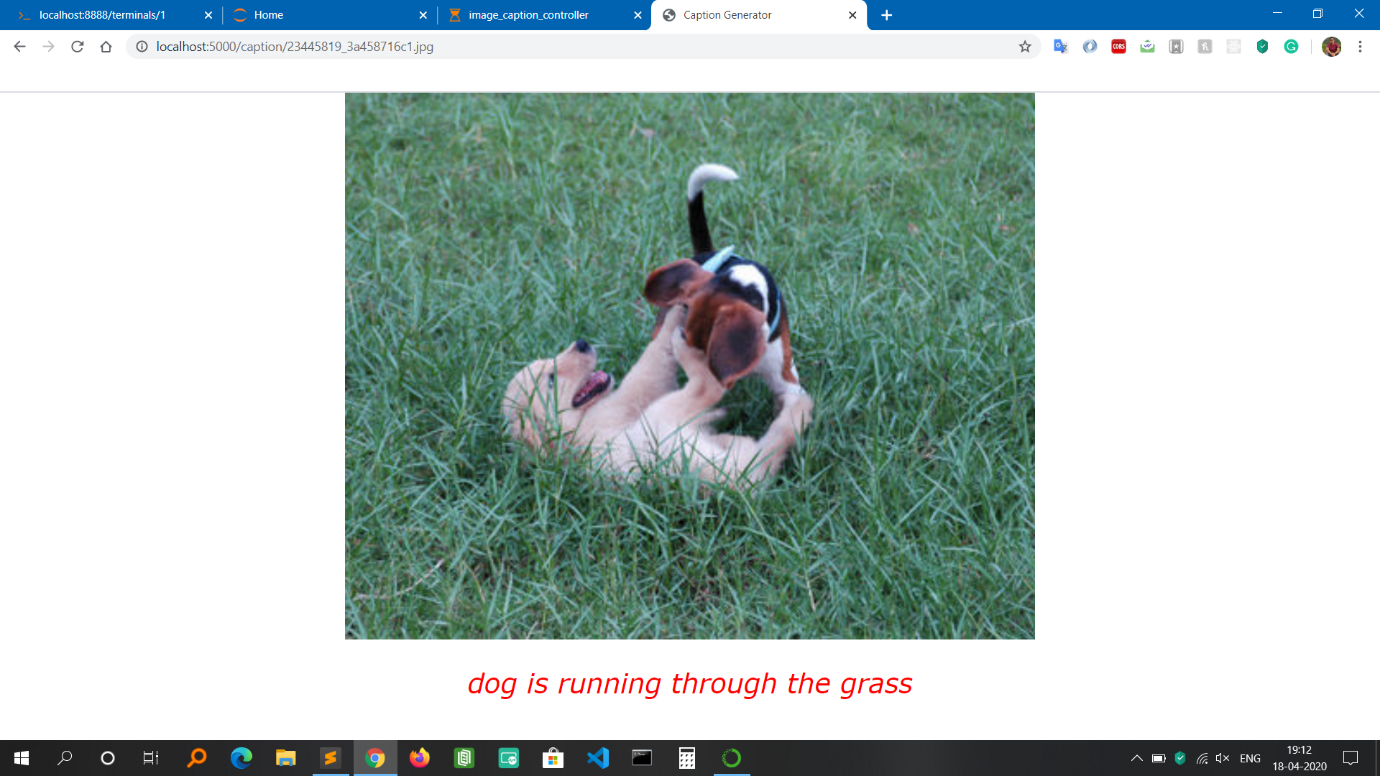 localhost:8888/terminals/1
Home
image_caption_controller
Caption Generator
localhost:5000/caption/23445819_3a458716c1.jpg
CORS
dog is running through the grass
19:12
ENG
18-04-2020